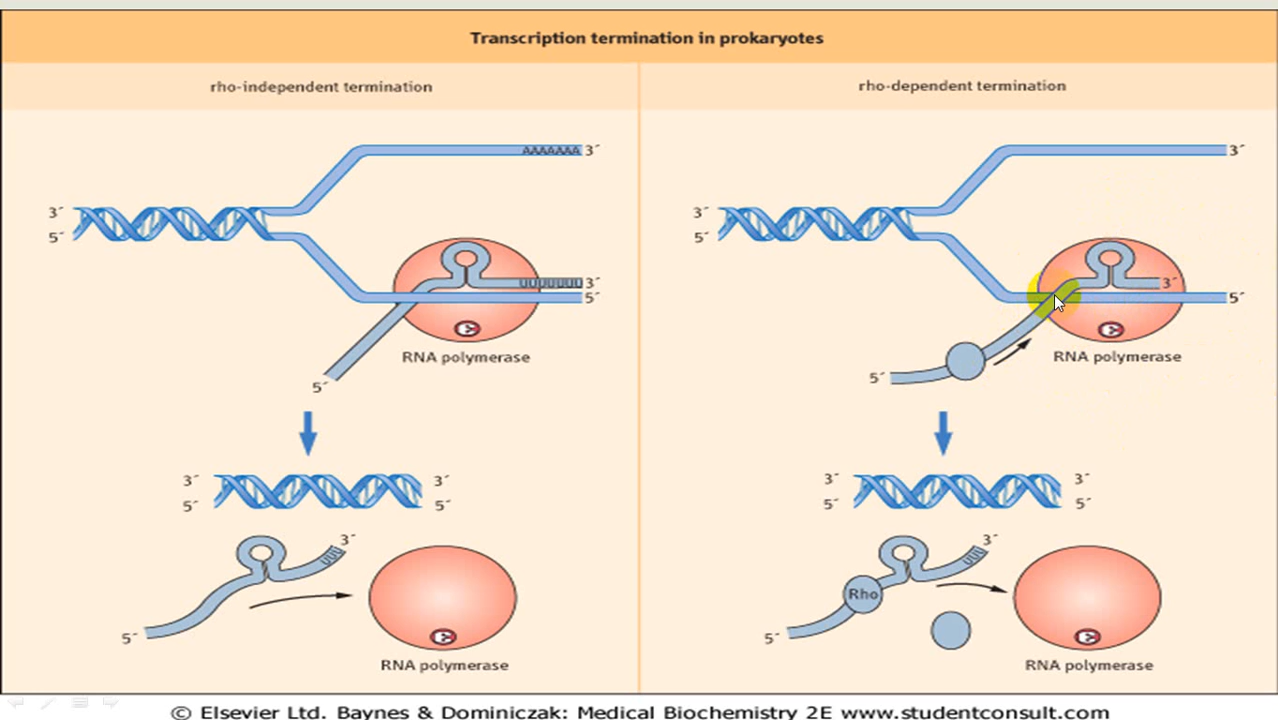 Transcription termination in prokaryotes
rho-independent termination
AAAAAAA 3´
3´
5´
UUUUUUU 3´
5´
RNA polymerase
5´
3´ 3´
5´ 5´
3´
UUU
5´
RNA polymerase
rho-dependent termination
3´
3´
5´
3´
5´
RNA polymerase
5´
3´ 3´
5´ 5´
3´
UUU
Rho
5´
RNA polymerase
© Elsevier Ltd. Baynes & Dominiczak: Medical Biochemistry 2E www.studentconsult.com